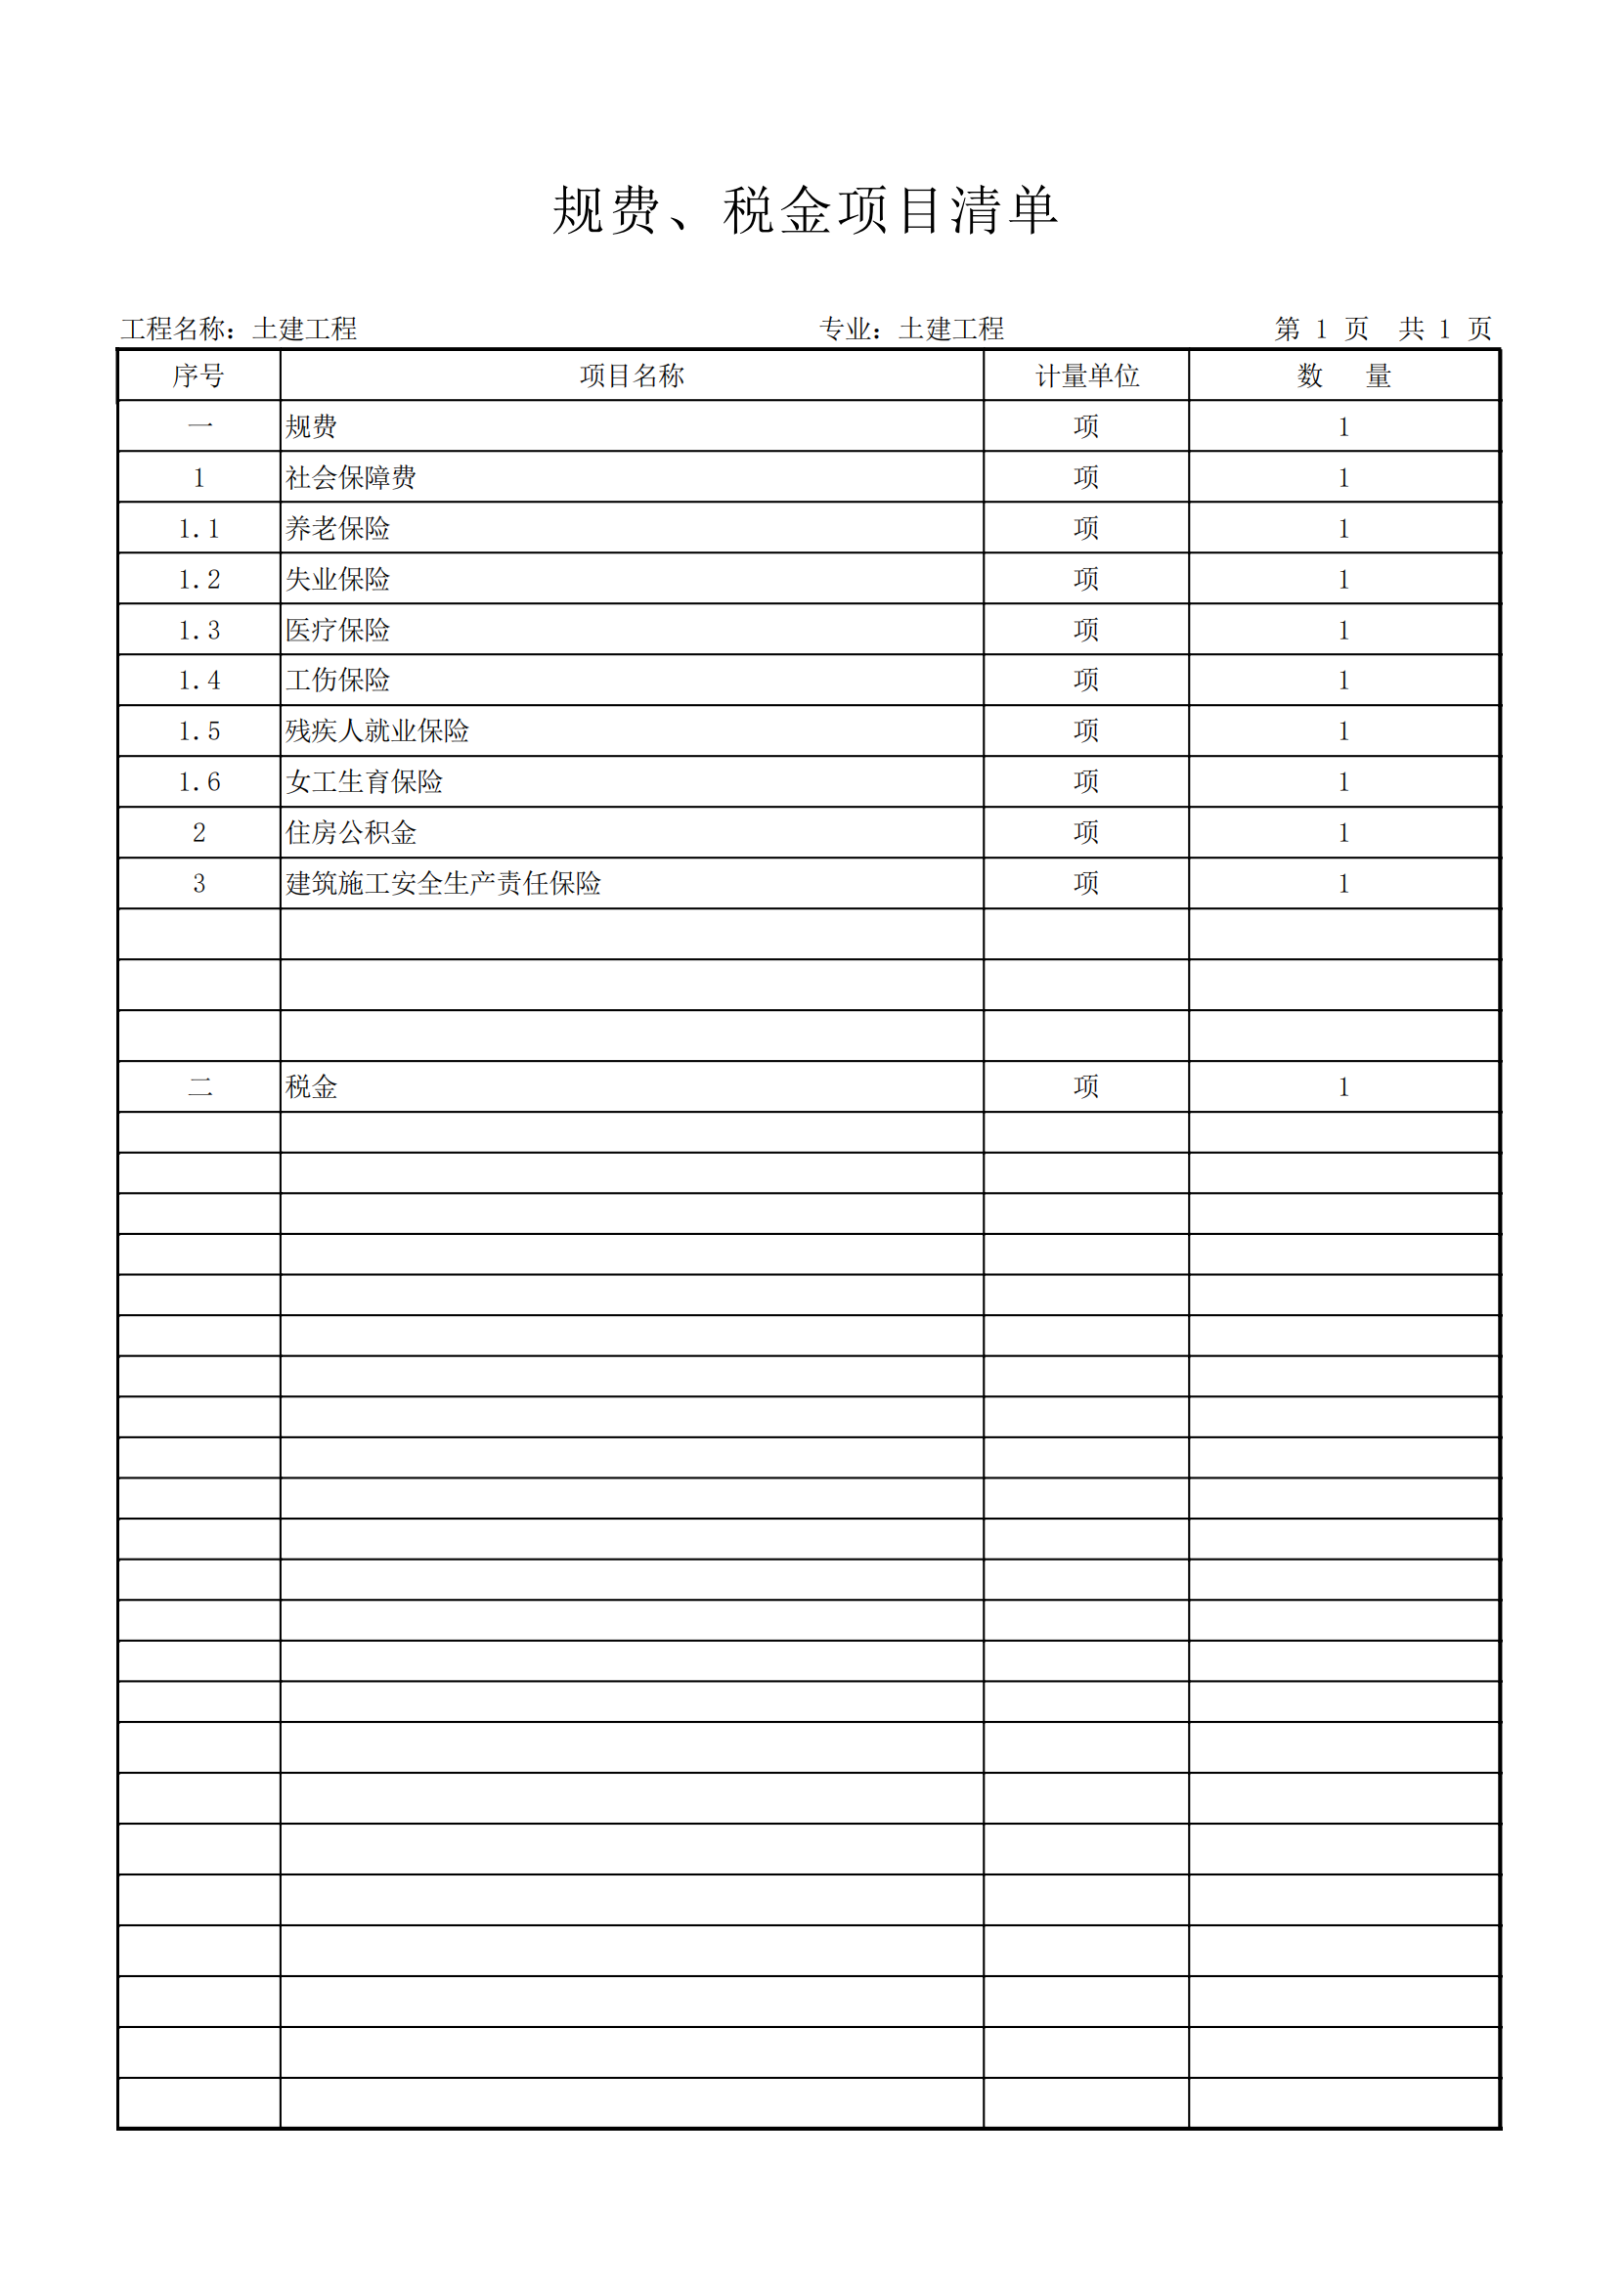 规费、税金项目清单
工程名称：土建工程 专业：土建工程 第 1 页 共 1 页
序号 项目名称 计量单位 数 量
一 规费 项 1
1 社会保障费 项 1
1.1 养老保险 项 1
1.2 失业保险 项 1
1.3 医疗保险 项 1
1.4 工伤保险 项 1
1.5 残疾人就业保险 项 1
1.6 女工生育保险 项 1
2 住房公积金 项 1
3 建筑施工安全生产责任保险 项 1
二 税金 项 1